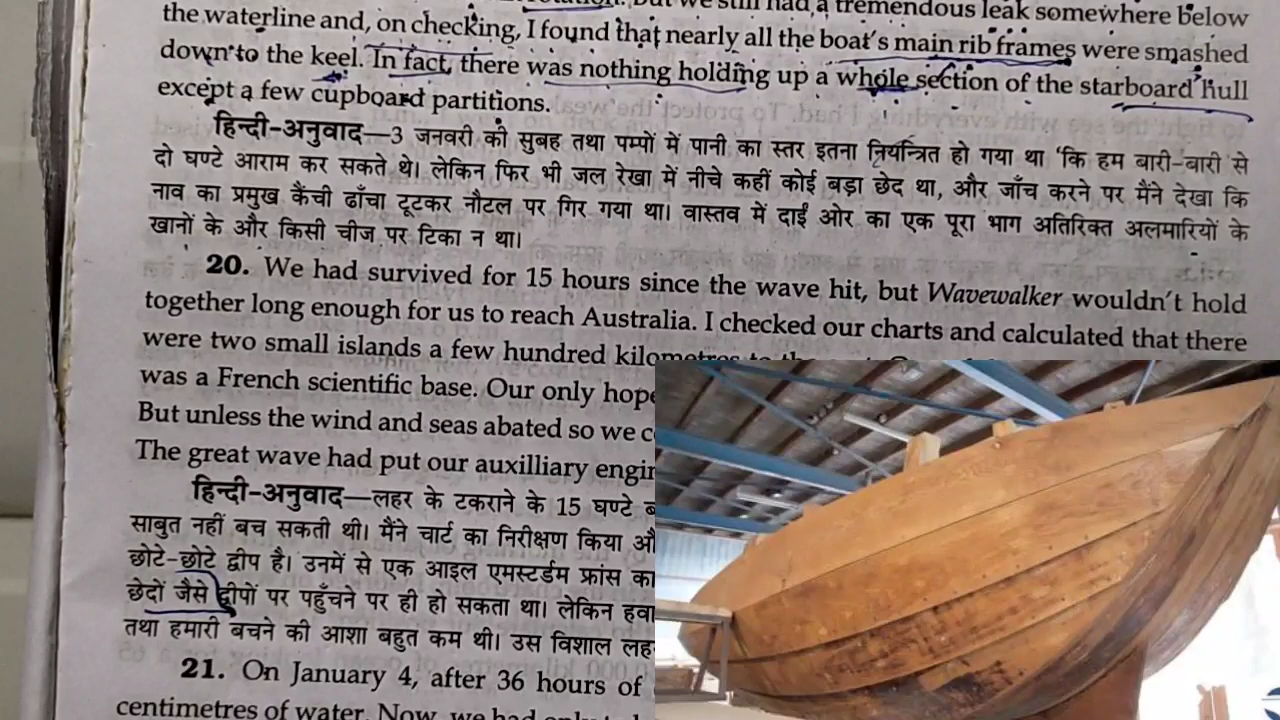 rotation. But we still had a tremendous leak somewhere below
the waterline and, on checking, I found that nearly all the boat's main rib frames were smashed
down to the keel. In fact, there was nothing holding up a whole section of the starboard hull
except a few cupboard partitions.
हिन्दी-अनुवाद—3 जनवरी की सुबह तथा पम्पों में पानी का स्तर इतना नियन्त्रित हो गया था 'कि हम बारी-बारी से
दो घण्टे आराम कर सकते थे। लेकिन फिर भी जल रेखा में नीचे कहीं कोई बड़ा छेद था, और जाँच करने पर मैंने देखा कि
नाव का प्रमुख कैंची ढाँचा टूटकर नौटल पर गिर गया था। वास्तव में दाईं ओर का एक पूरा भाग अतिरिक्त अलमारियों के
खानों के और किसी चीज पर टिका न था।
20. We had survived for 15 hours since the wave hit, but Wavewalker wouldn't hold
together long enough for us to reach Australia. I checked our charts and calculated that there
were two small islands a few hundred kilometres to the
was a French scientific base. Our only hope
But unless the wind and seas abated so we
The great wave had put our auxilliary
हिन्दी-अनुवाद—लहर के टकराने के 15 घण्टे
साबुत नहीं बच सकती थी। मैंने चार्ट का निरीक्षण किया
छोटे-छोटे द्वीप है। उनमें से एक आइल एमस्टर्डम फ्रांस का
छेदों जैसे द्वीपों पर पहुँचने पर ही हो सकता था। लेकिन हवा
तथा हमारी बचने की आशा बहुत कम थी। उस विशाल
21. On January 4, after 36 hours of
centimetres of water. Now, we had only